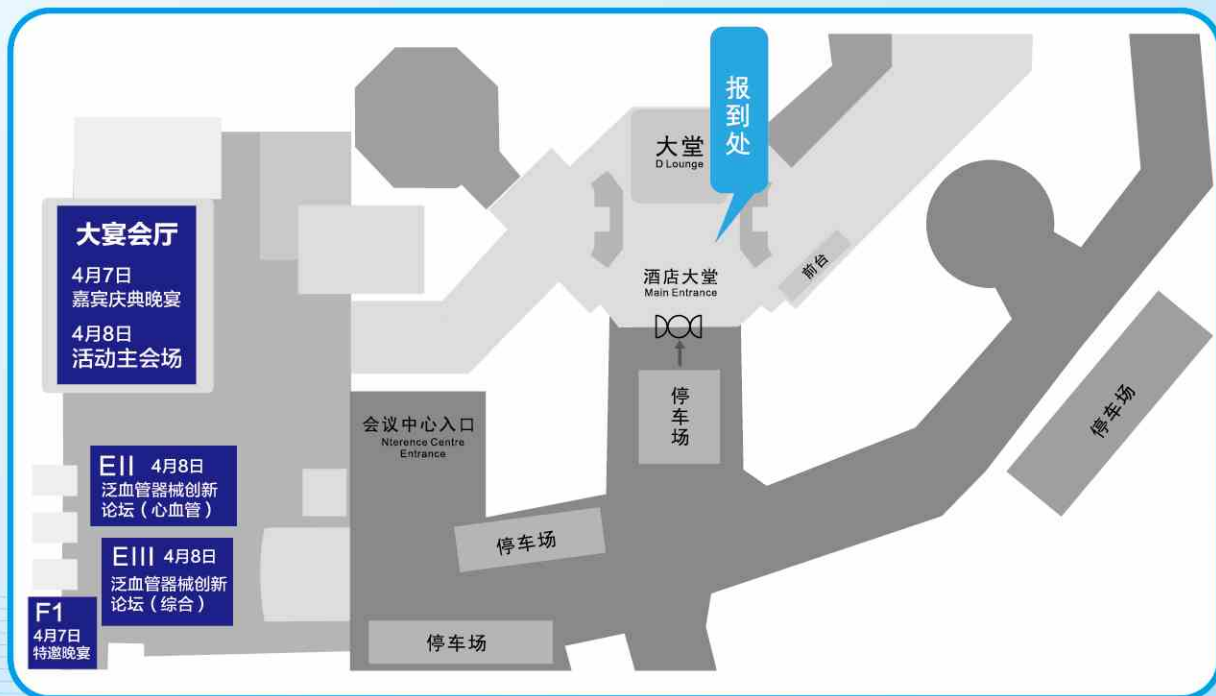 报到处
大堂
D Lounge
酒店大堂
Main Entrance
前台
大宴会厅
4月7日
嘉宾庆典晚宴
4月8日
活动主会场
停车场
停车场
会议中心入口
Nterence Centre
Entrance
EII 4月8日
泛血管器械创新
论坛（心血管）
停车场
EIII 4月8日
泛血管器械创新
论坛（综合）
F1
4月7日
特邀晚宴
停车场